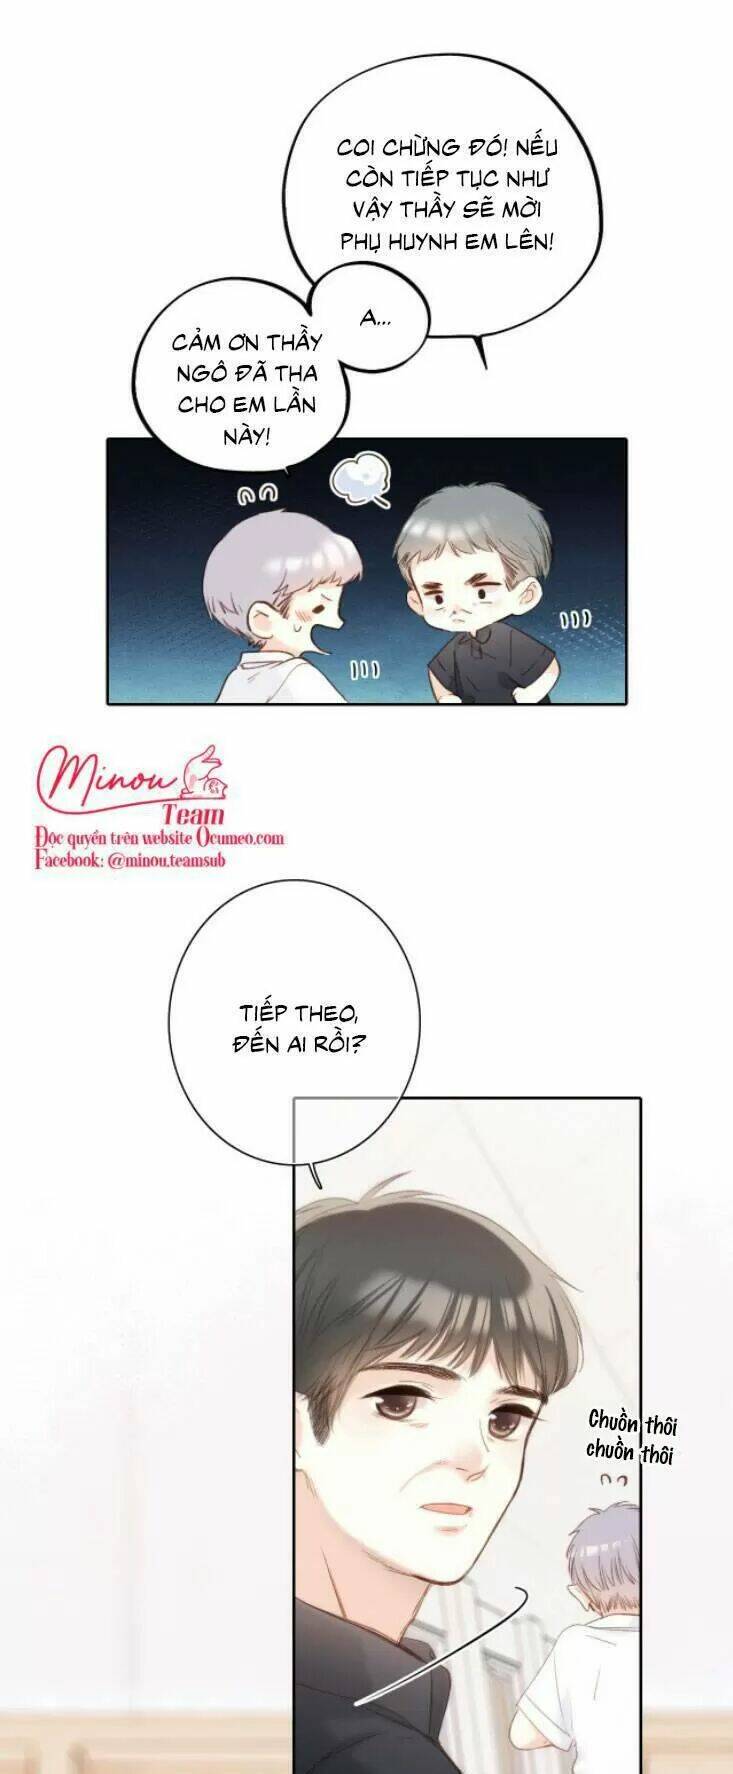 COI CHỪNG ĐÓ! NẾU
CÒN TIẾP TỤC NHƯ
VẬY THẦY SẼ MỜI
PHỤ HUYNH EM LÊN!
A...
CẢM ƠN THẦY
NGÔ ĐÃ THA
CHO EM LẦN
NÀY!
Minou
Team
Độc quyền trên website Ocumeo.com
Facebook: @minou.teamsub
TIẾP THEO,
ĐẾN AI RỒI?
Chuồn thôi
chuồn thôi